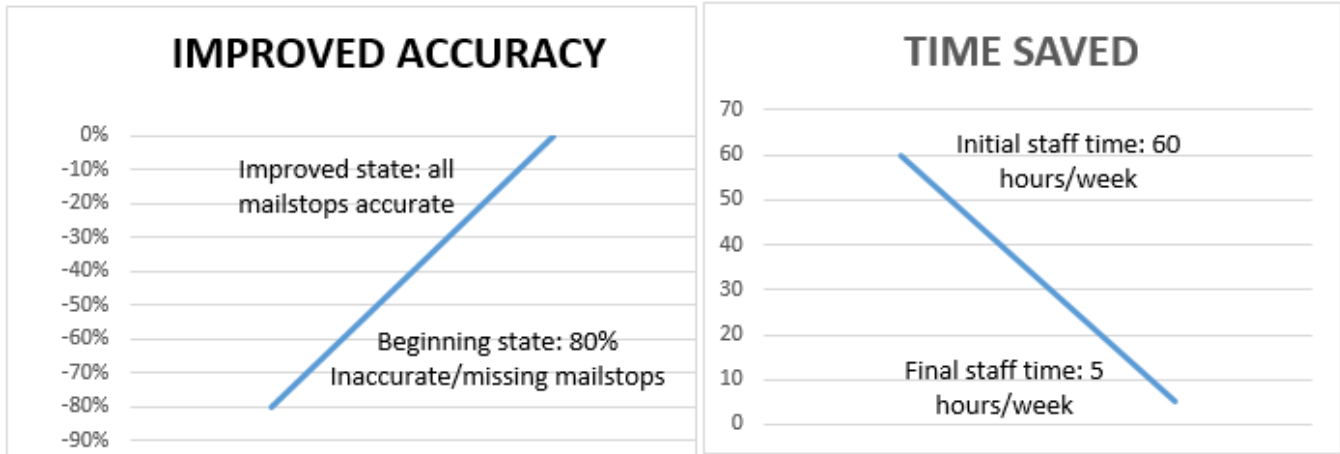 IMPROVED ACCURACY
0%
-10%
-20%
-30%
-40%
-50%
-60%
-70%
-80%
-90%
Improved state: all
mailstops accurate
Beginning state: 80%
Inaccurate/missing mailstops
TIME SAVED
70
60
50
40
30
20
10
0
Initial staff time: 60
hours/week
Final staff time: 5
hours/week